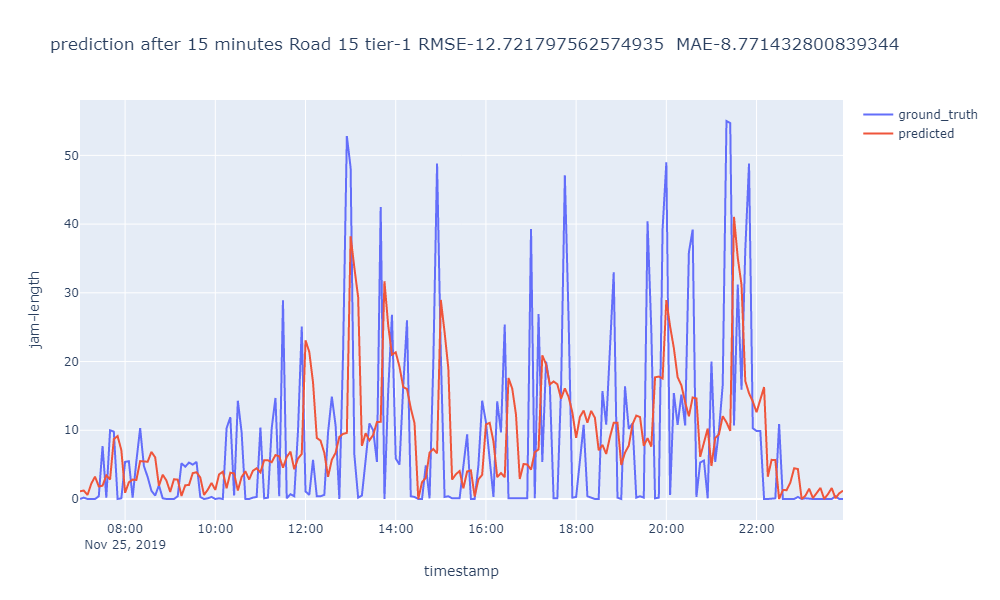 prediction after 15 minutes Road 15 tier-1 RMSE-12.721797562574935  MAE-8.771432800839344
ground_truth
predicted
jam-length
50
40
30
20
10
0
08:00 10:00 12:00 14:00 16:00 18:00 20:00 22:00
Nov 25, 2019
timestamp